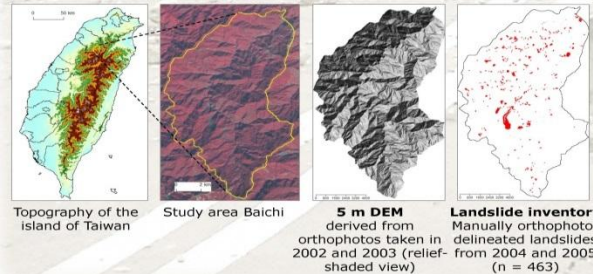 Topography of the
island of Taiwan
Study area Baichi
5 m DEM
derived from
orthophotos taken in
2002 and 2003 (relief-
shaded view)
Landslide inventor
Manually orthophoto
delineated landslides
from 2004 and 2005
(n = 463)